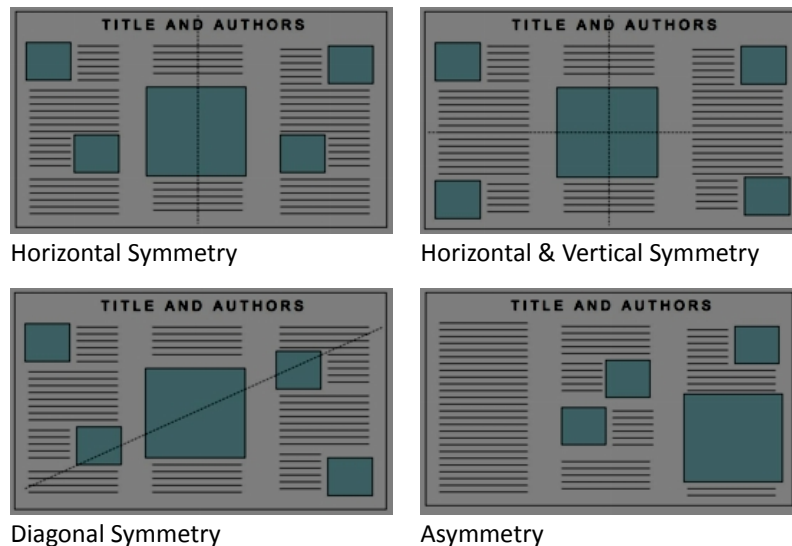 TITLE AND AUTHORS
TITLE AND AUTHORS
Horizontal Symmetry
Horizontal & Vertical Symmetry
TITLE AND AUTHORS
TITLE AND AUTHORS
Diagonal Symmetry
Asymmetry